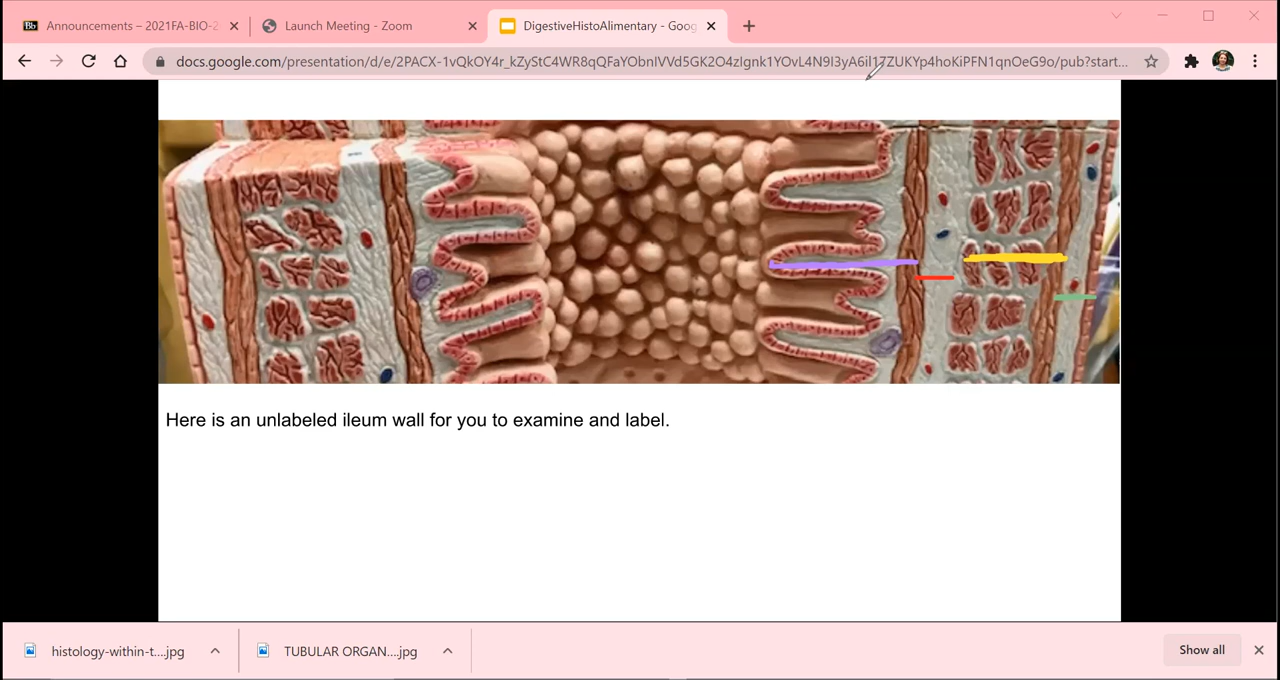 Announcements – 2021FA-BIO-2
Launch Meeting - Zoom
DigestiveHistoAlimentary - Goog
docs.google.com/presentation/d/e/2PACX-1vQkOY4r_kZyStC4WR8qQFaYObnIVVd5GK2O4zIgnk1YOvL4N9I3yA6il17ZUKYp4hoKiPFN1qnOeG9o/pub?start...
Here is an unlabeled ileum wall for you to examine and label.
histology-within-t....jpg
TUBULAR ORGAN....jpg
Show all